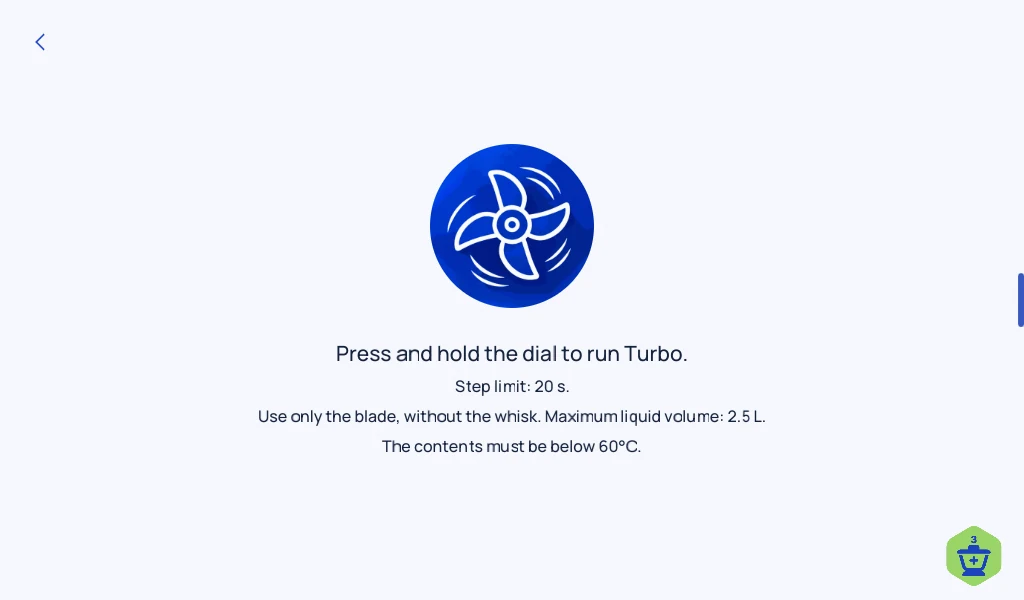 Press and hold the dial to run Turbo.
Step limit: 20 s.
Use only the blade, without the whisk. Maximum liquid volume: 2.5 L.
The contents must be below 60°C.
3